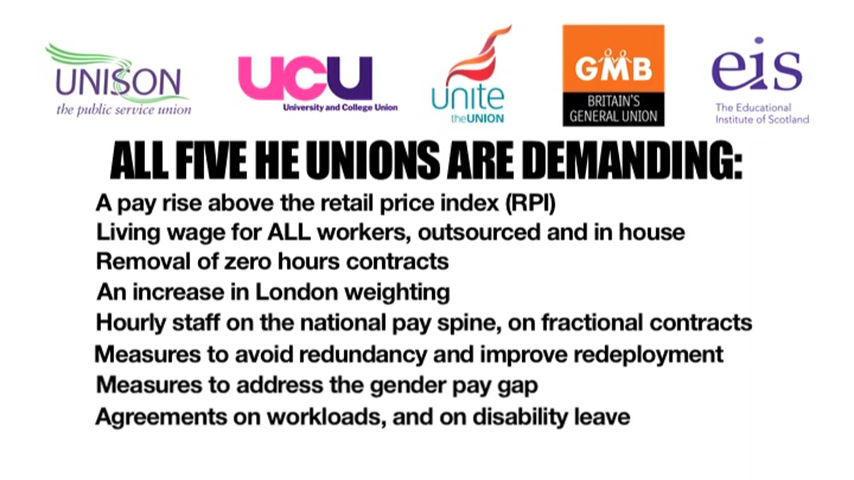 UNISON
the public service union
UCU
University and College Union
unite
theUNION
GMB
BRITAIN'S
GENERAL UNION
eis
The Educational
Institute of Scotland
ALL FIVE HE UNIONS ARE DEMANDING:
A pay rise above the retail price index (RPI)
Living wage for ALL workers, outsourced and in house
Removal of zero hours contracts
An increase in London weighting
Hourly staff on the national pay spine, on fractional contracts
Measures to avoid redundancy and improve redeployment
Measures to address the gender pay gap
Agreements on workloads, and on disability leave